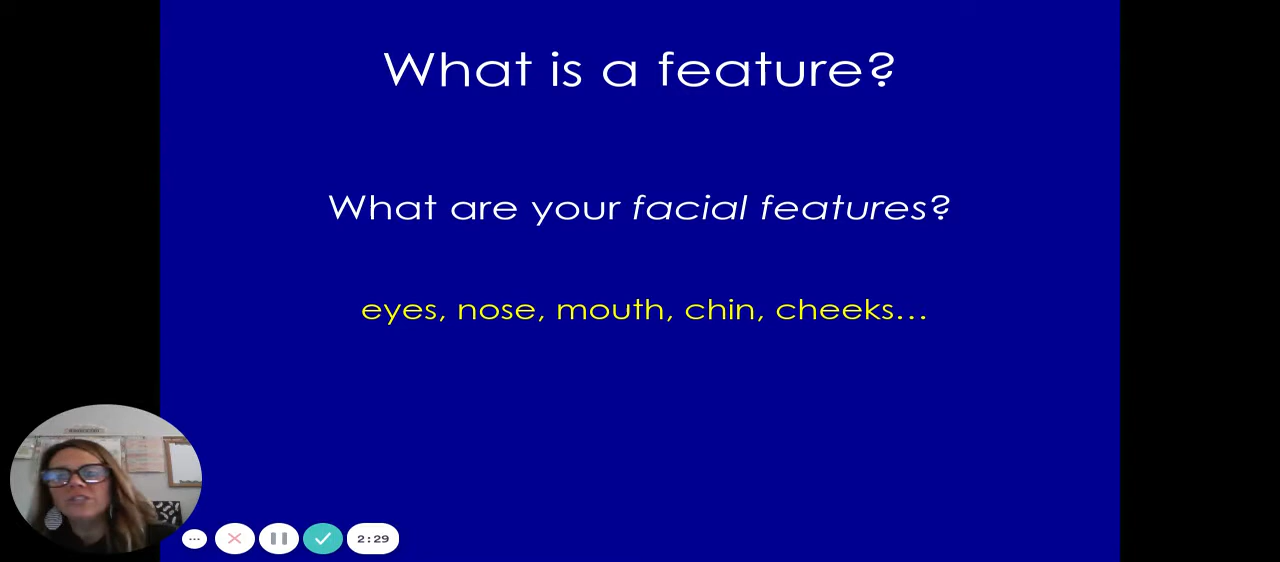 What is a feature?
What are your facial features?
eyes, nose, mouth, chin, cheeks...
2:29